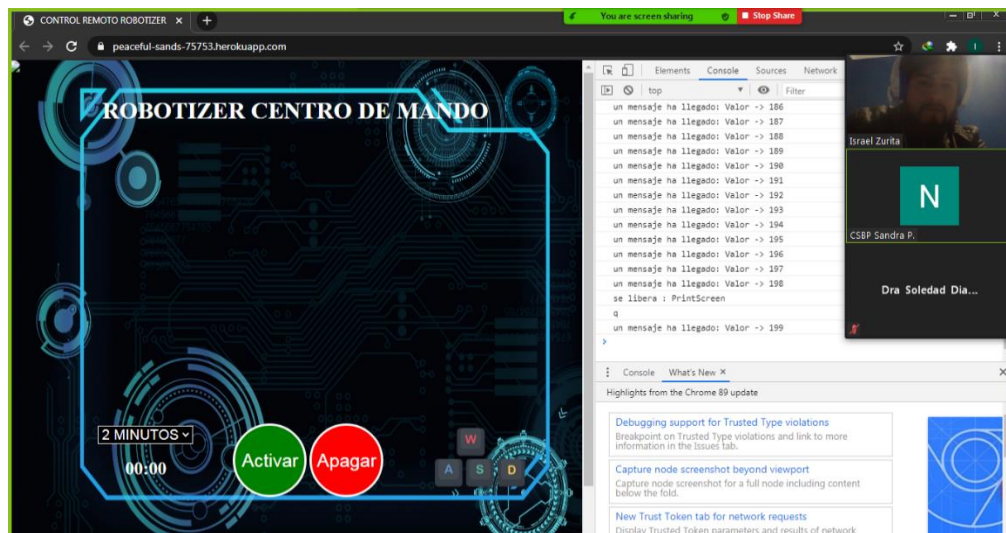 CONTROL REMOTO ROBOTIZER
You are screen sharing
Stop Share
peaceful-sands-75753.herokuapp.com
I
ROBOTIZER CENTRO DE MANDO
2 MINUTOS
00:00
Activar
Apagar
W
A
S
D
Elements Console Sources Network
top
Filter
un mensaje ha llegado: Valor -> 186
un mensaje ha llegado: Valor -> 187
un mensaje ha llegado: Valor -> 188
un mensaje ha llegado: Valor -> 189
un mensaje ha llegado: Valor -> 190
un mensaje ha llegado: Valor -> 191
un mensaje ha llegado: Valor -> 192
un mensaje ha llegado: Valor -> 193
un mensaje ha llegado: Valor -> 194
un mensaje ha llegado: Valor -> 195
un mensaje ha llegado: Valor -> 196
un mensaje ha llegado: Valor -> 197
un mensaje ha llegado: Valor -> 198
se libera : PrintScreen
q
un mensaje ha llegado: Valor -> 199
Console What's New
Highlights from the Chrome 89 update
Debugging support for Trusted Type violations
Breakpoint on Trusted Type violations and link to more
information in the Issues tab.
Capture node screenshot beyond viewport
Capture node screenshot for a full node including content
below the fold.
New Trust Token tab for network requests
Display Trusted Token parameters and results of network
Israel Zurita
N
CSBP Sandra P.
Dra Soledad Dia...